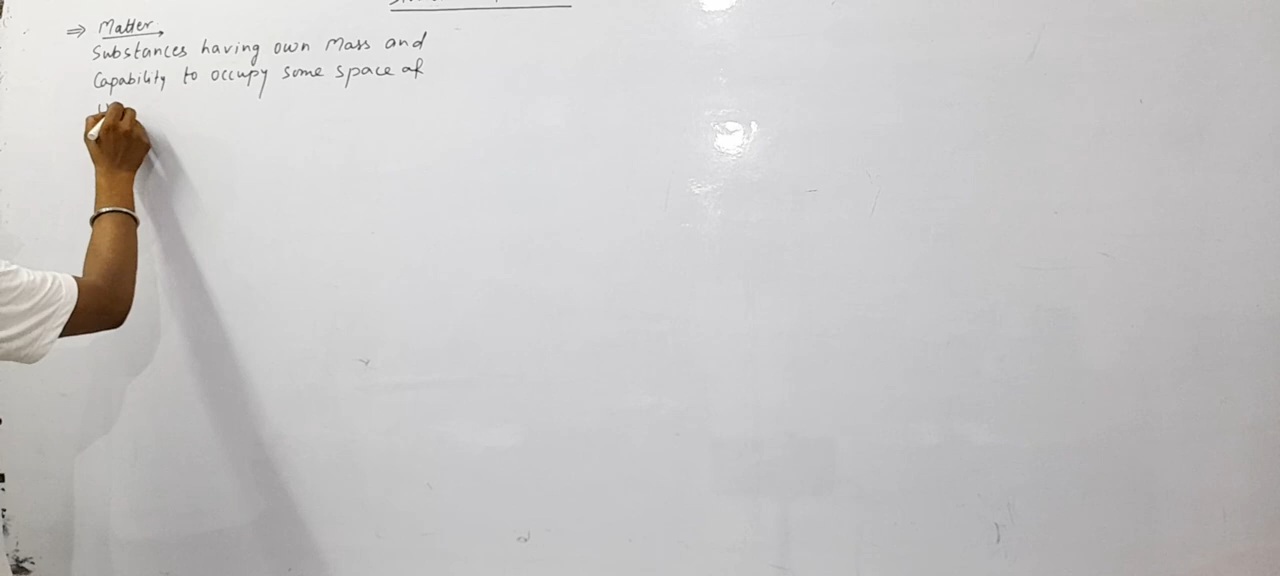 ⇒ Matter
Substances having own Mass and
Capability to occupy some space of